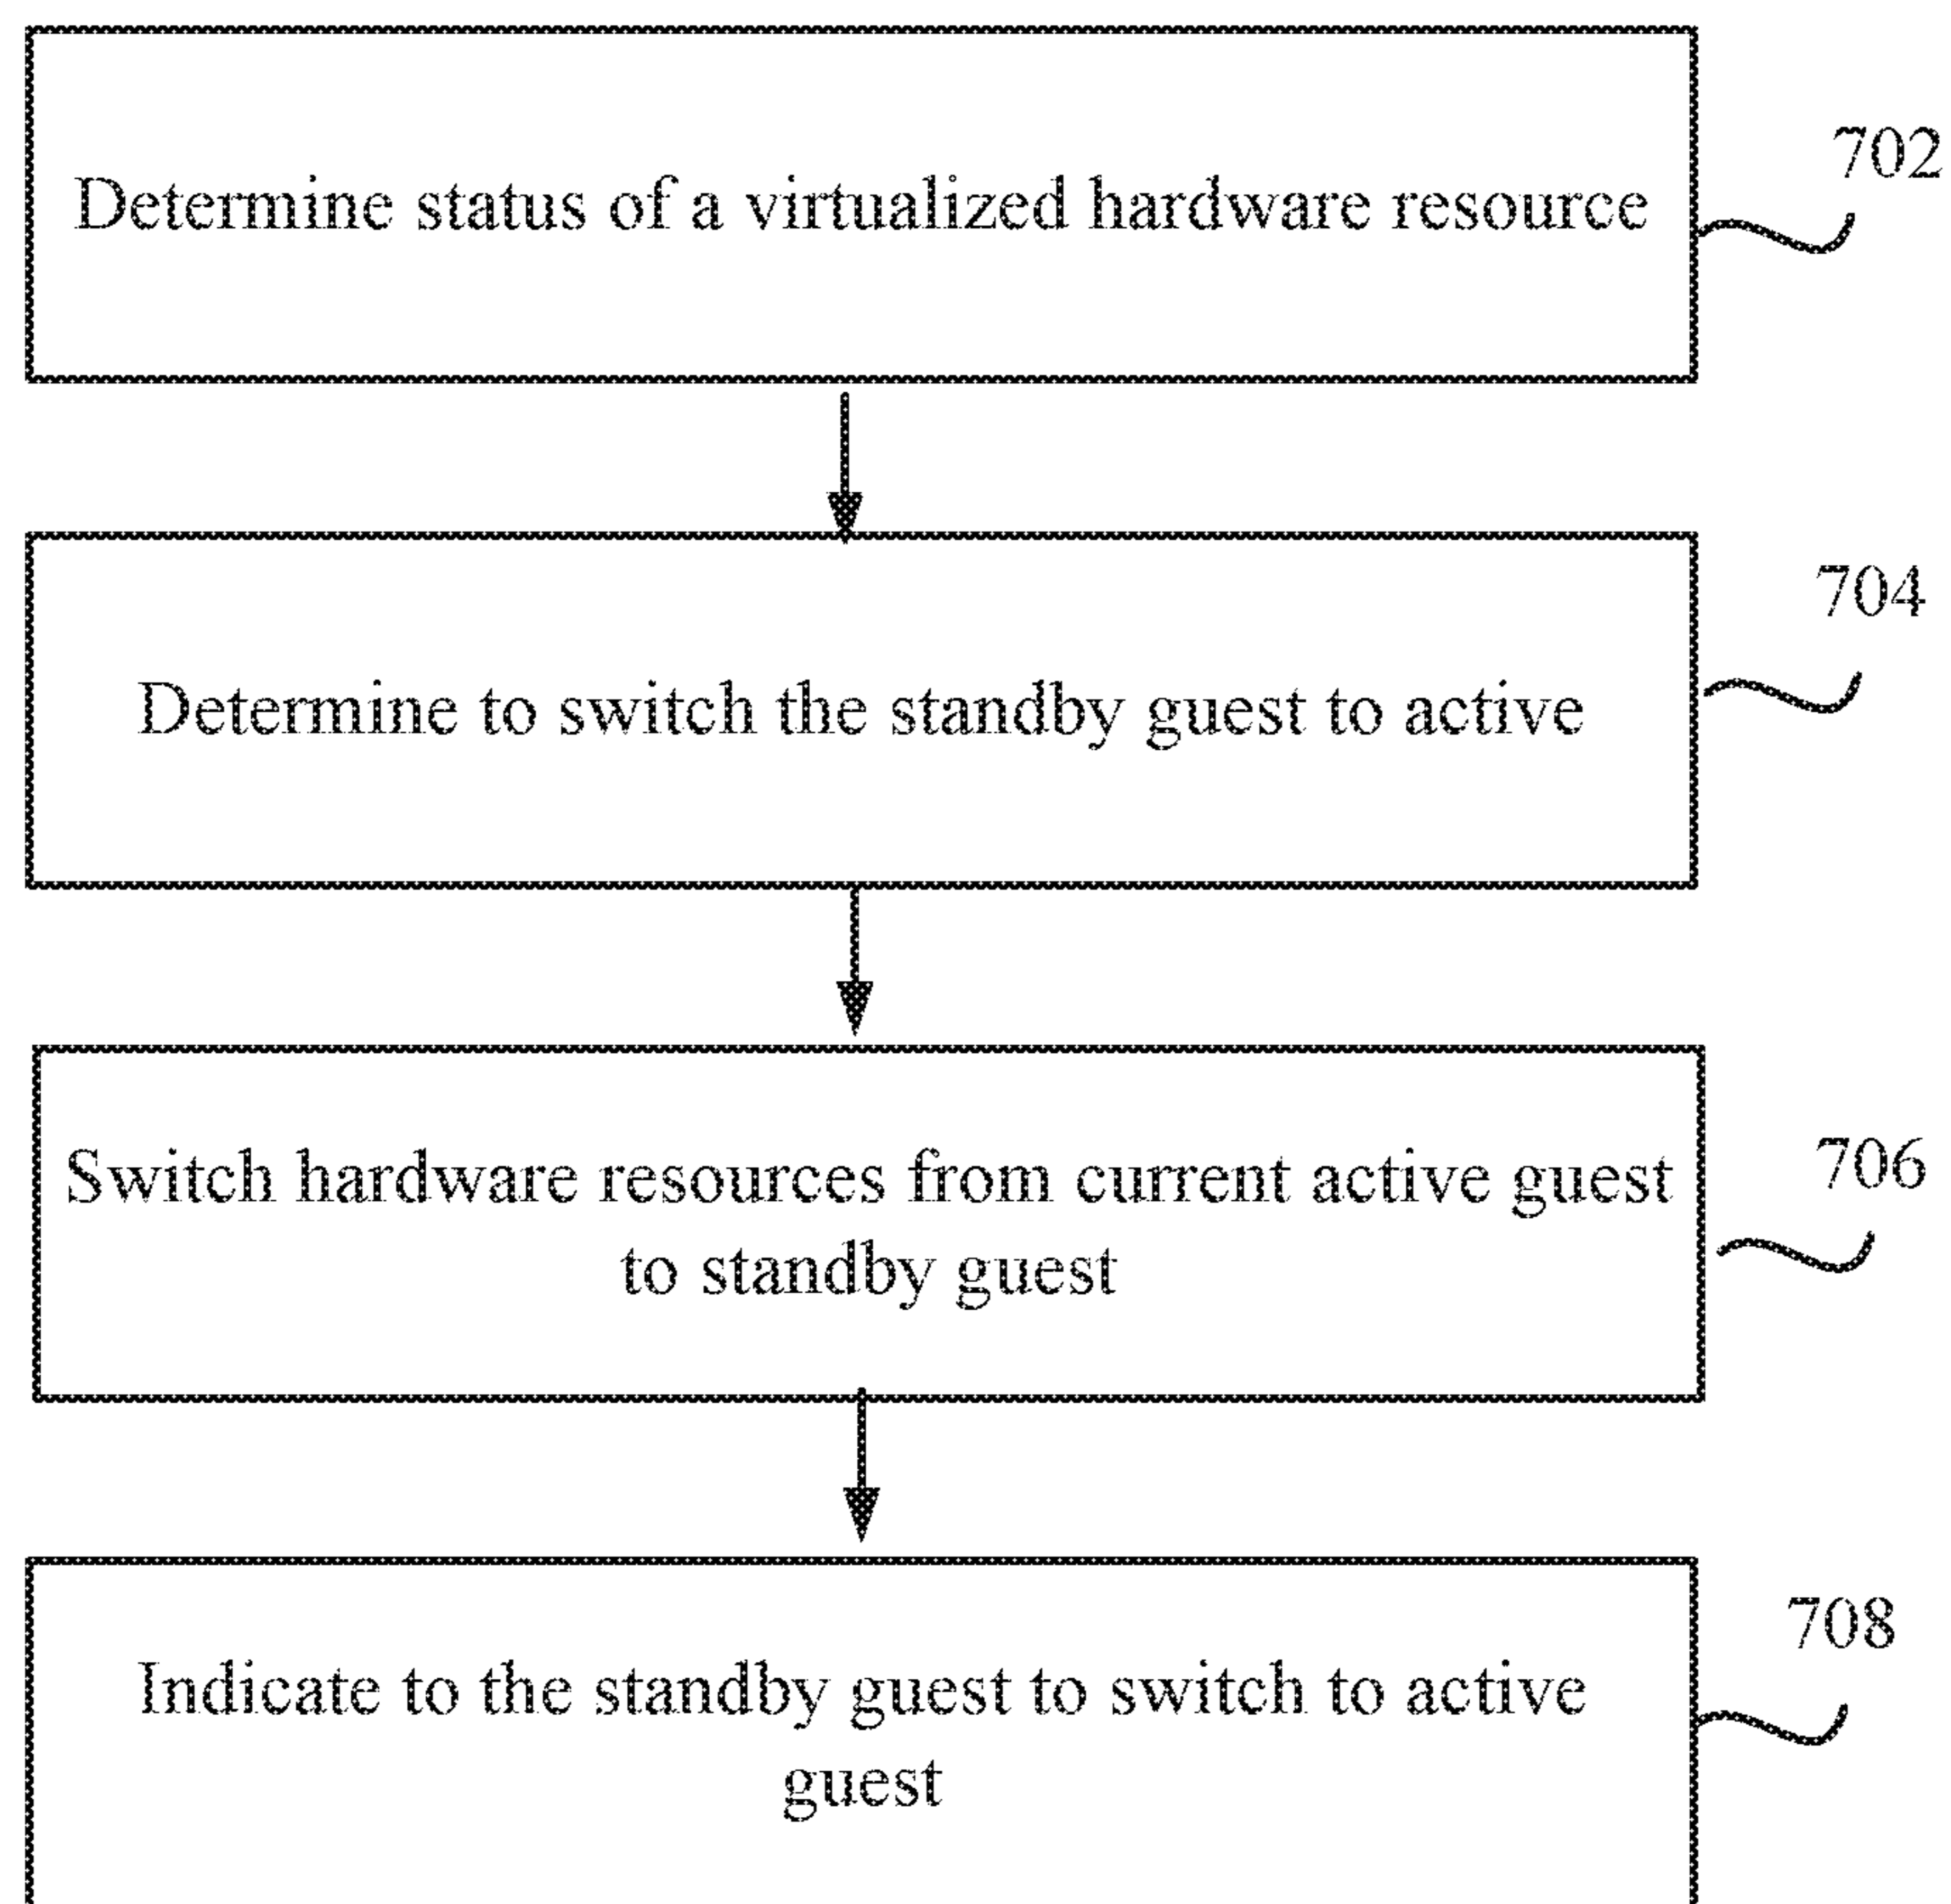 Determine status of a virtualized hardware resource
702
Determine to switch the standby guest to active
704
Switch hardware resources from current active guest
to standby guest
706
Indicate to the standby guest to switch to active
guest
708